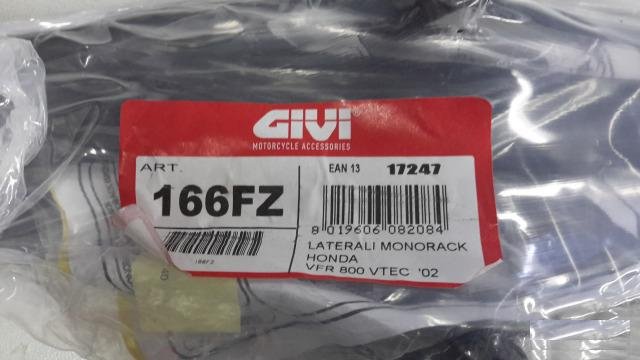 GIVI
MOTORCYCLE ACCESSORIES
ART.
166FZ
166FZ
EAN 13 17247
8 019606 082084
LATERALI MONORACK
HONDA
VFR 800 VTEC '02
40